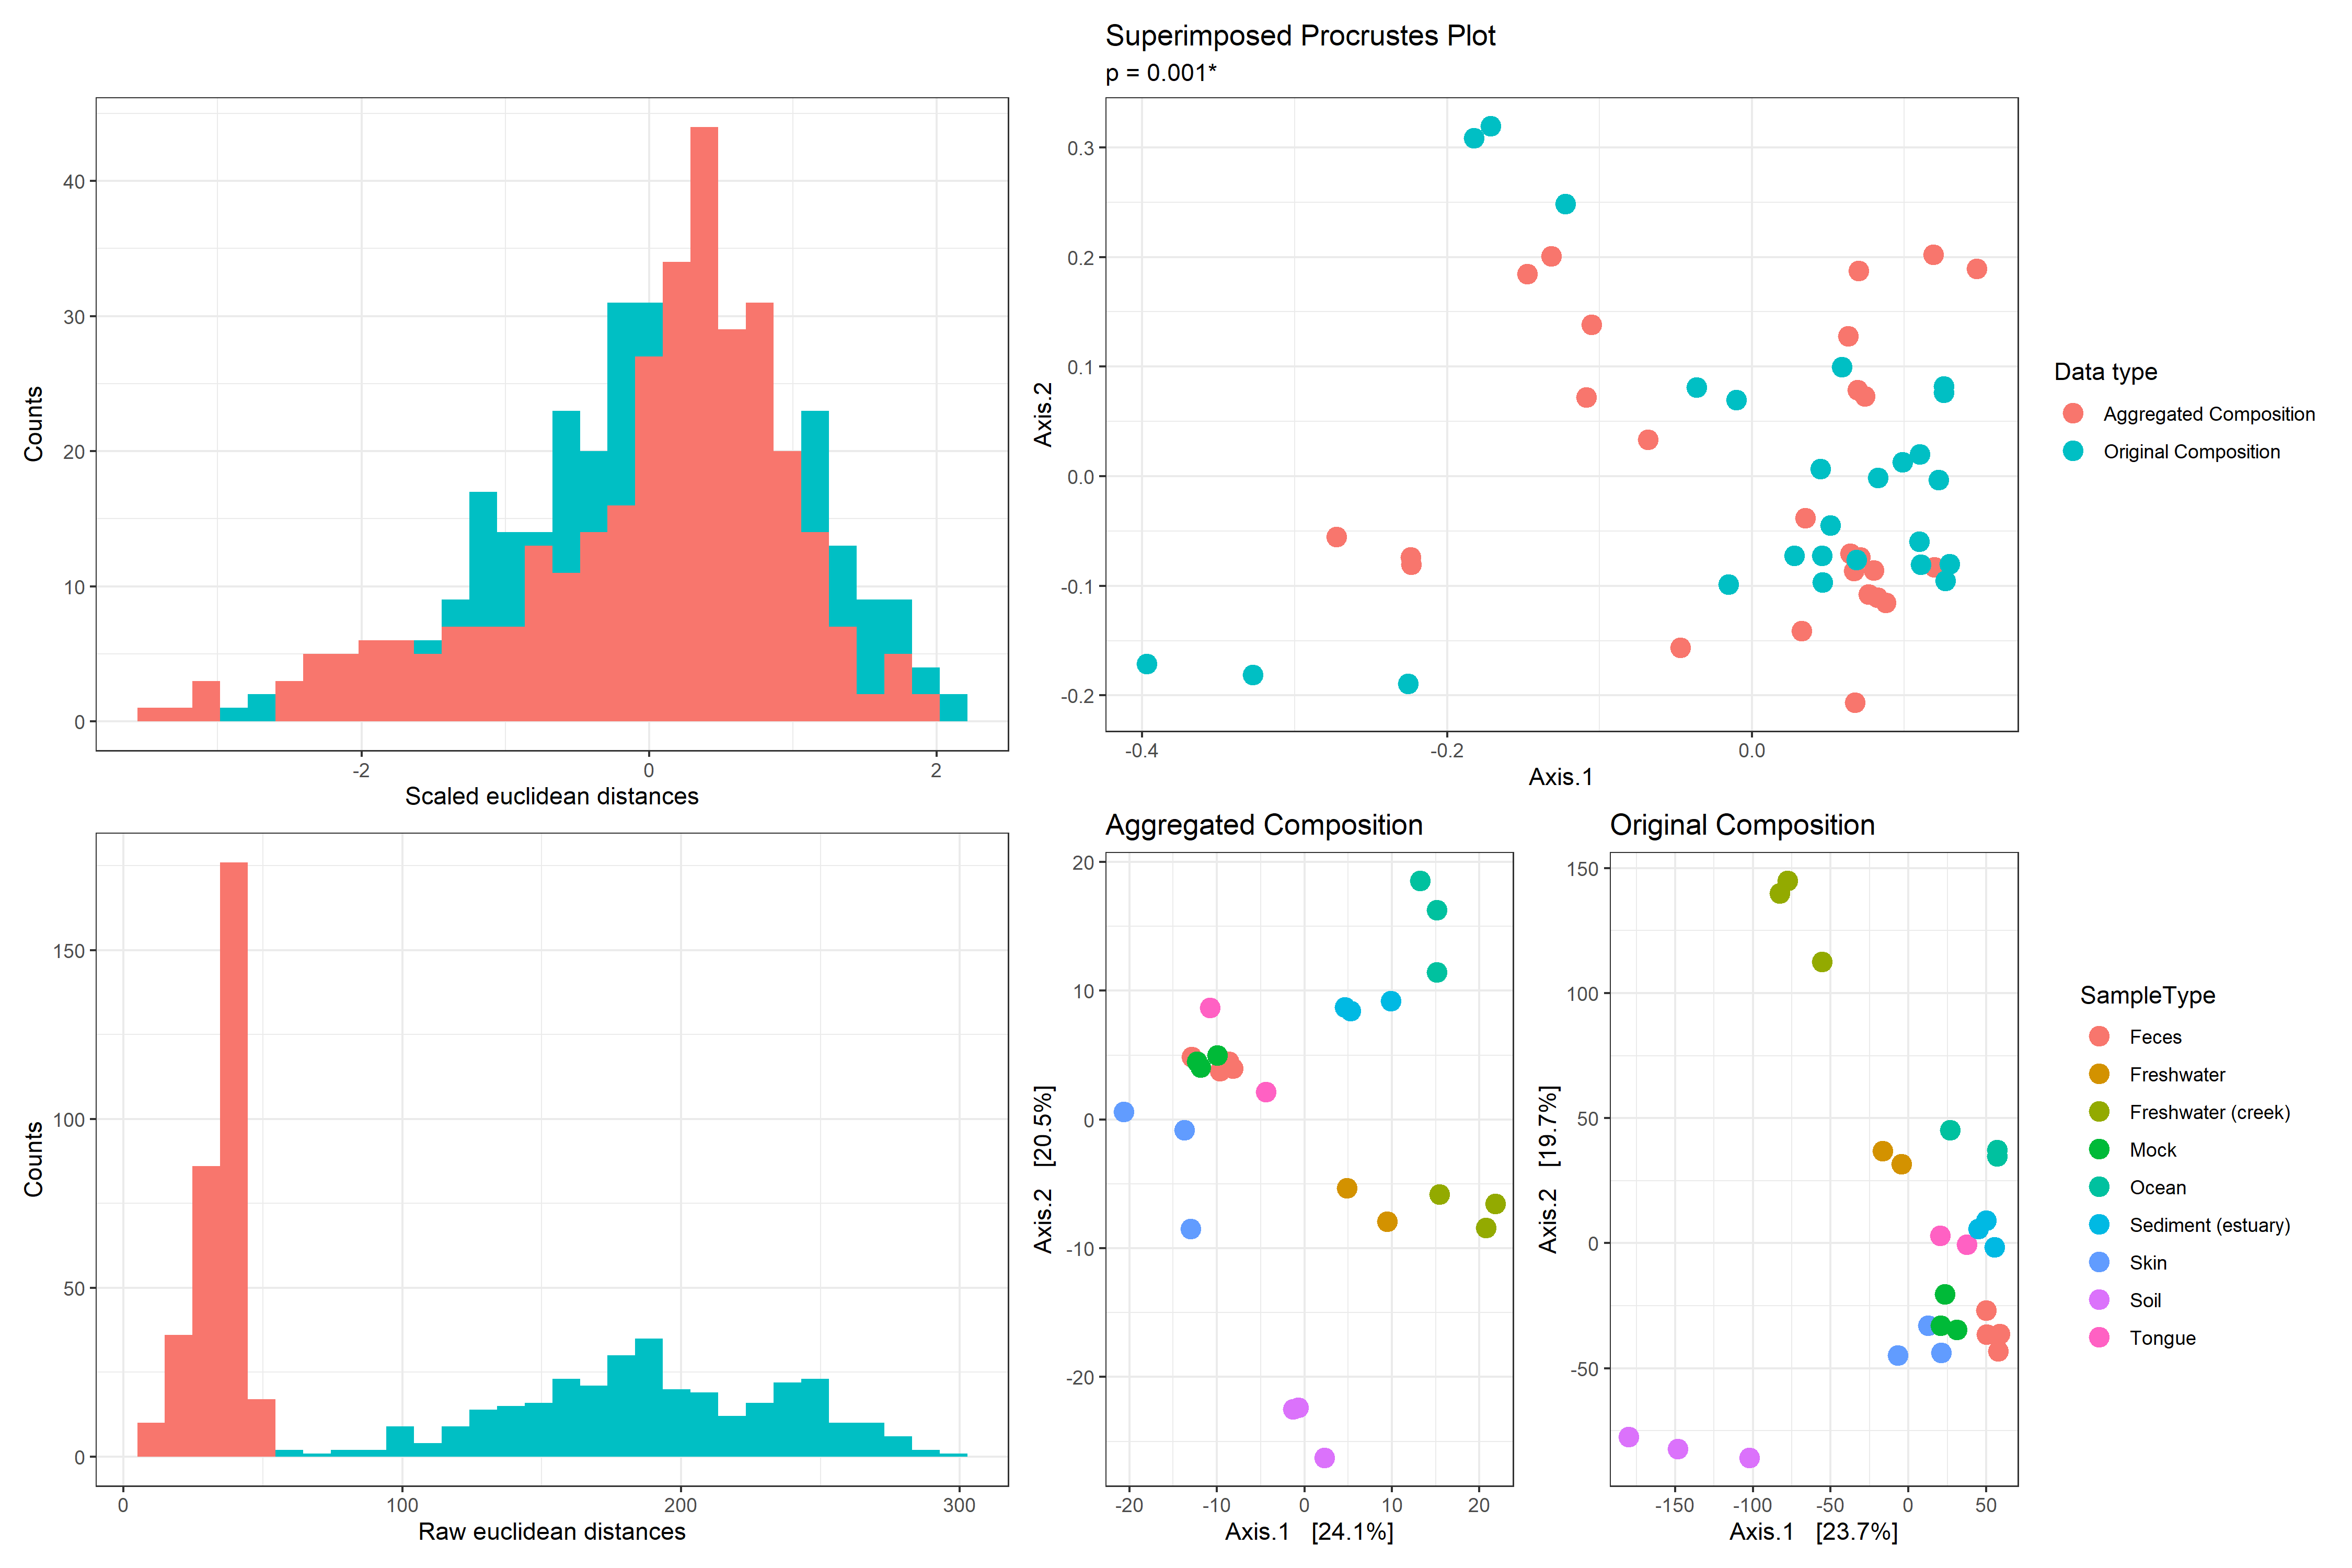 Superimposed Procrustes Plot
p = 0.001*
Counts
40
30
20
10
0
-2
0
2
Scaled euclidean distances
Axis.2
0.3
0.2
0.1
0.0
-0.1
-0.2
-0.4
-0.2
0.0
Axis.1
Data type
Aggregated Composition
Original Composition
Counts
150
100
50
0
0
100
200
300
Raw euclidean distances
Aggregated Composition
Axis.2 [20.5%]
20
10
0
-10
-20
-20
-10
0
10
20
Axis.1 [24.1%]
Original Composition
Axis.2 [19.7%]
150
100
50
0
-50
-150
-100
-50
0
50
Axis.1 [23.7%]
SampleType
Feces
Freshwater
Freshwater (creek)
Mock
Ocean
Sediment (estuary)
Skin
Soil
Tongue